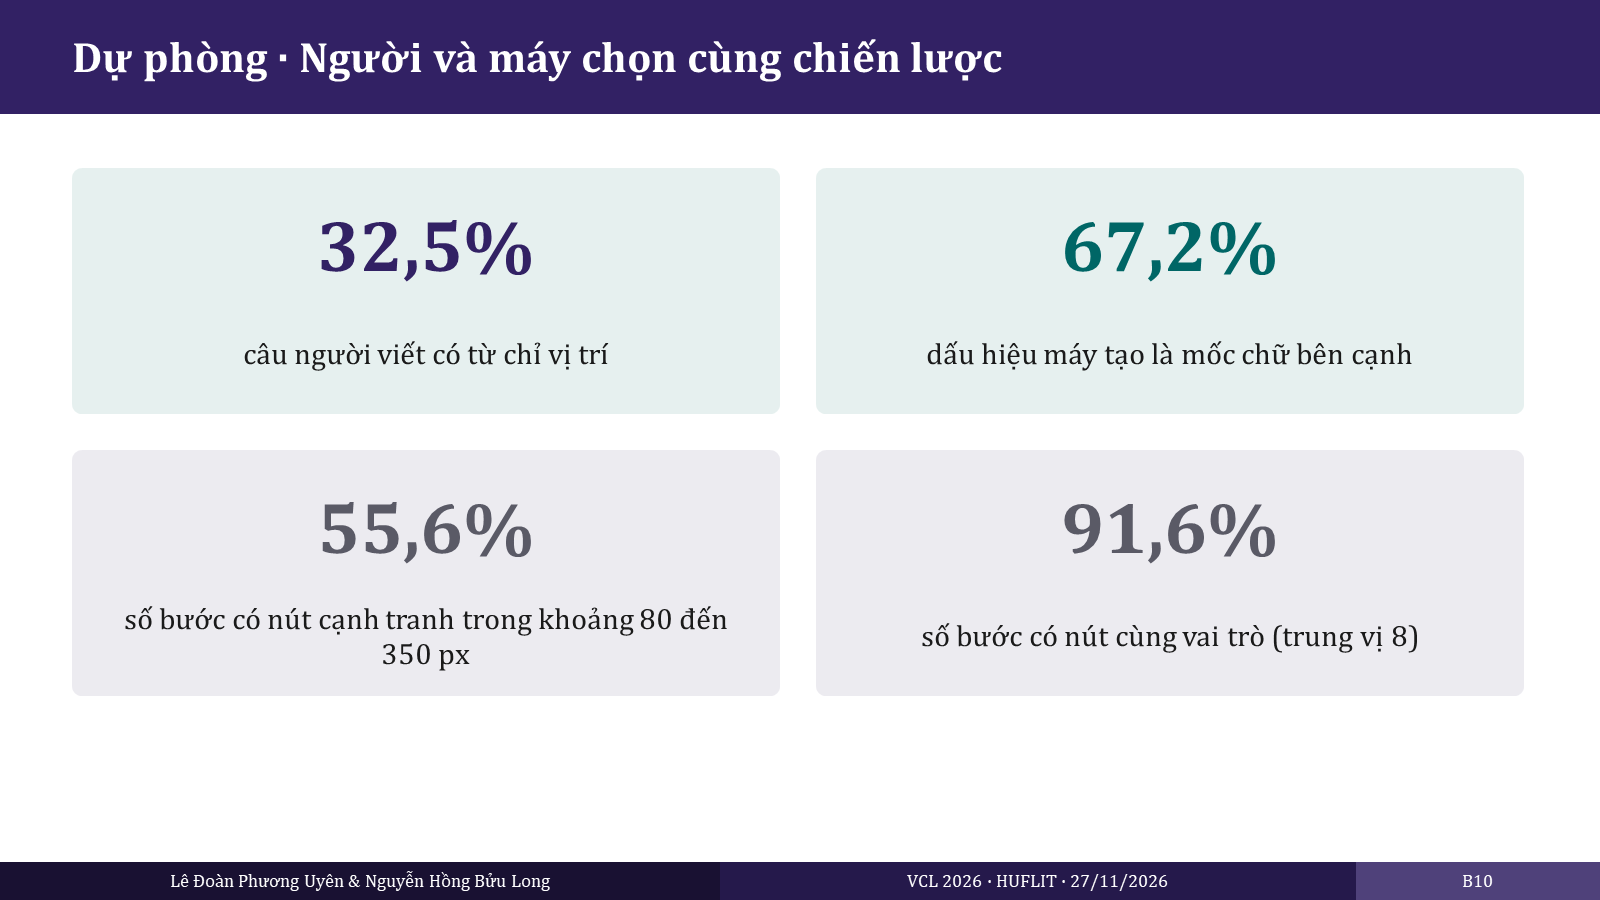 Dự phòng · Người và máy chọn cùng chiến lược
32,5%
câu người viết có từ chỉ vị trí
67,2%
dấu hiệu máy tạo là mốc chữ bên cạnh
55,6%
số bước có nút cạnh tranh trong khoảng 80 đến
350 px
91,6%
số bước có nút cùng vai trò (trung vị 8)
Lê Đoàn Phương Uyên & Nguyễn Hồng Bửu Long
VCL 2026 · HUFLIT · 27/11/2026
B10